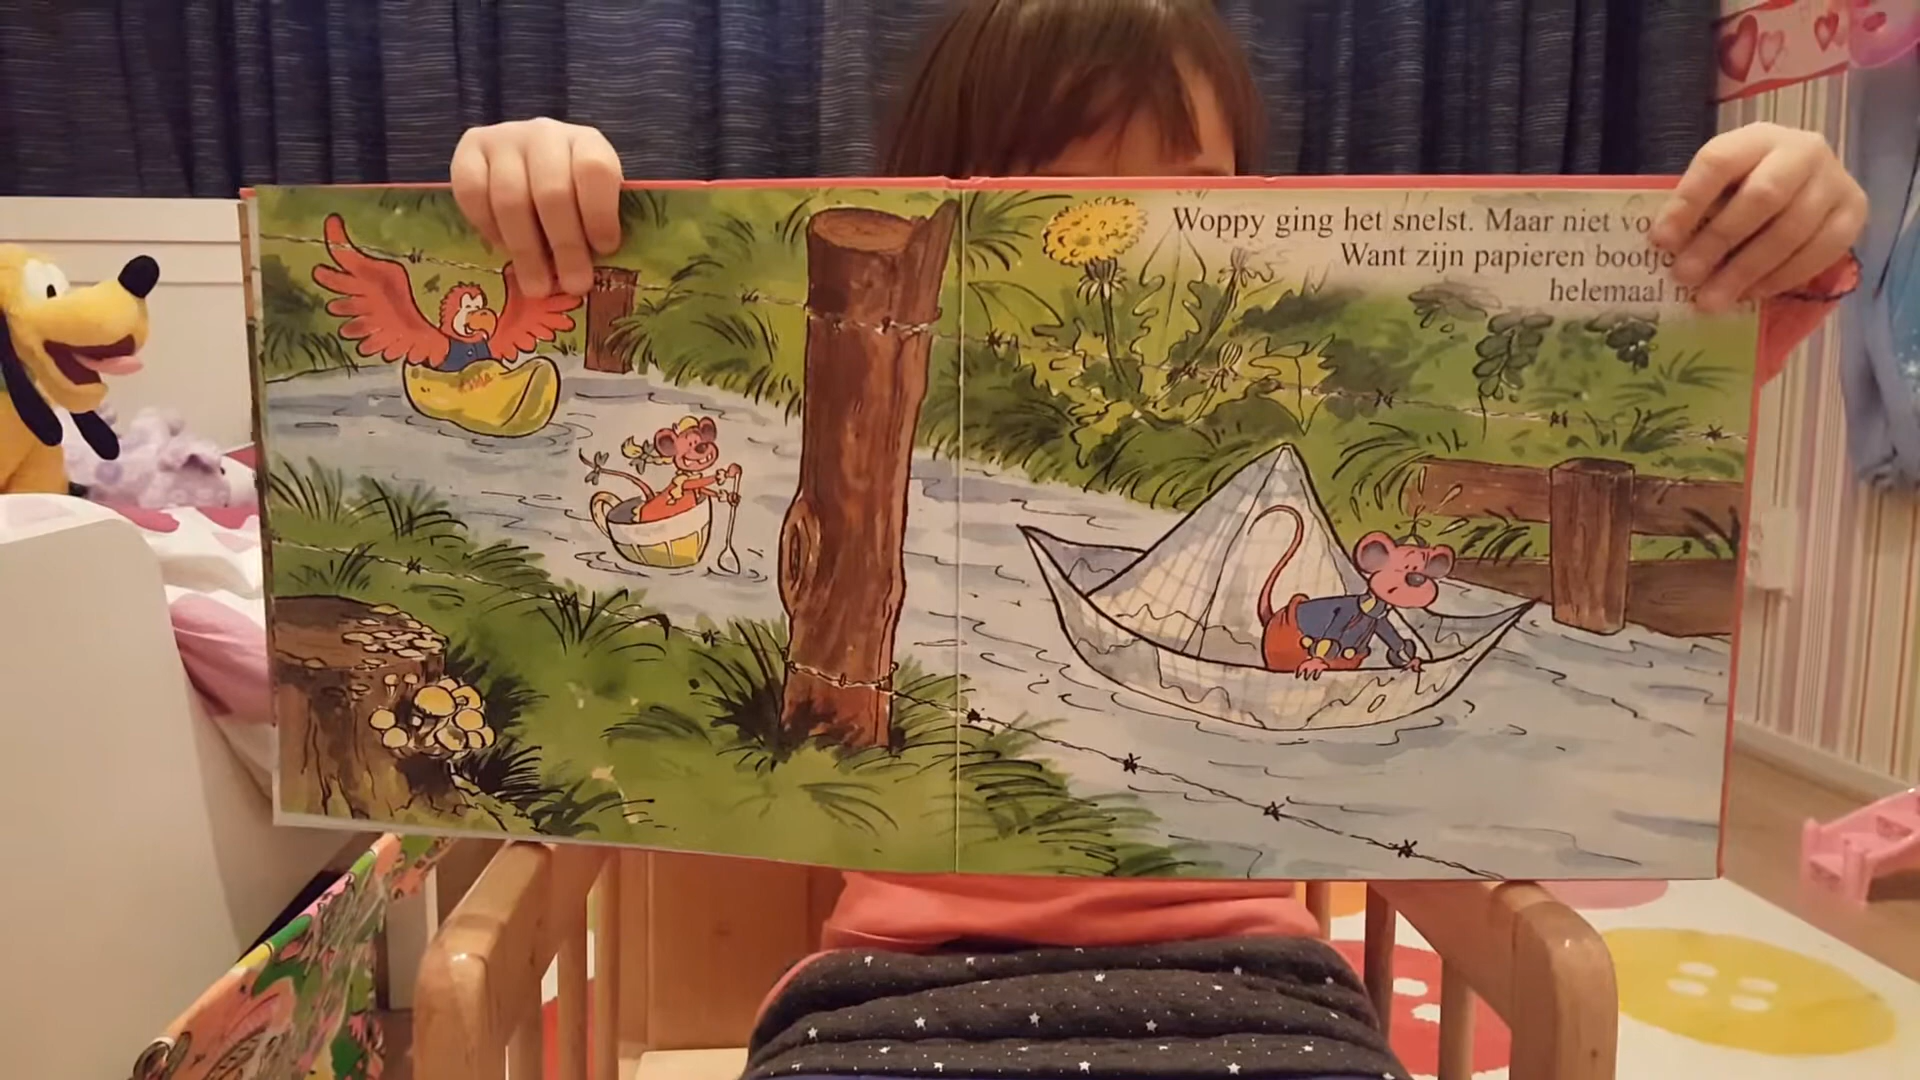 Woppy ging het snelst. Maar niet
Want zijn papieren bootje
helemaal